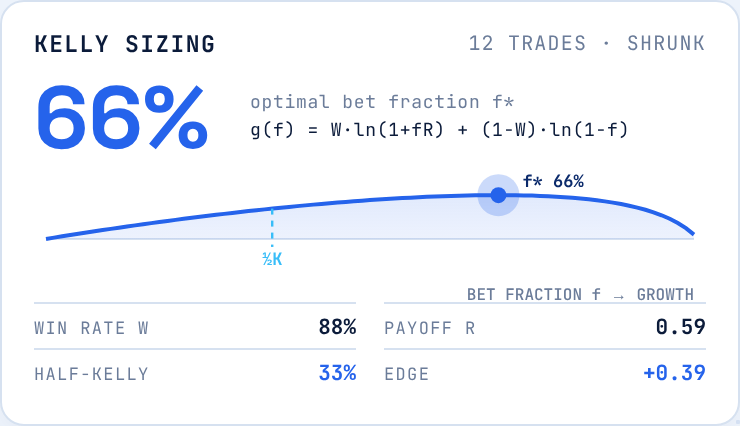 KELLY SIZING
12 TRADES · SHRUNK
66%
optimal bet fraction f*
g(f) = W·ln(1+fR) + (1-W)·ln(1-f)
f* 66%
½K
BET FRACTION f → GROWTH
WIN RATE W 88%
PAYOFF R 0.59
HALF-KELLY 33%
EDGE +0.39